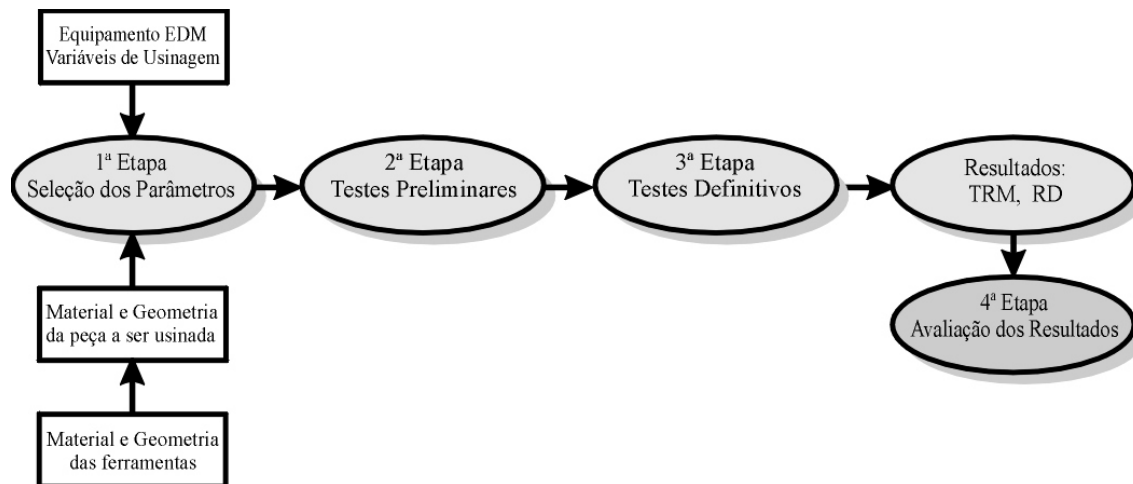 Equipamento EDM
Variáveis de Usinagem
1ª Etapa
Seleção dos Parâmetros
2ª Etapa
Testes Preliminares
3ª Etapa
Testes Definitivos
Resultados:
TRM, RD
4ª Etapa
Avaliação dos Resultados
Material e Geometria
da peça a ser usinada
Material e Geometria
das ferramentas